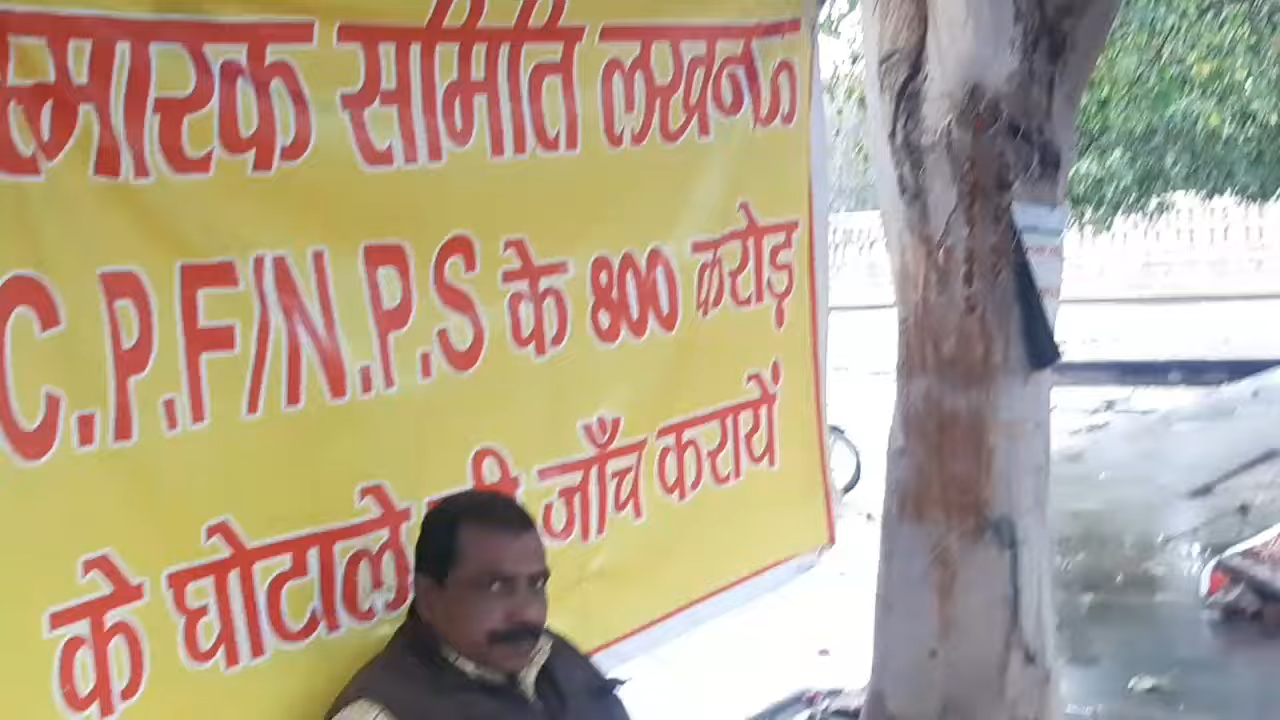 स्मारक समिति लखनऊ
C.P.F/N.P.S के 800 करोड़
के घोटाले की जाँच करायें